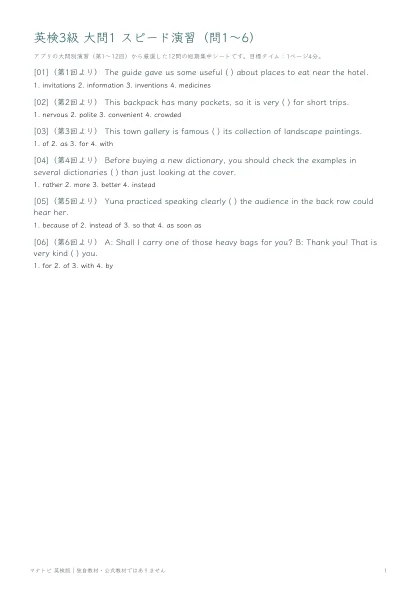 英検3級 大問1 スピード演習（問1〜6）
アプリの大問別演習（第1〜12回）から厳選した12問の短期集中シートです。目標タイム：1ページ4分。
[01]（第1回より） The guide gave us some useful ( ) about places to eat near the hotel.
1. invitations 2. information 3. inventions 4. medicines
[02]（第2回より） This backpack has many pockets, so it is very ( ) for short trips.
1. nervous 2. polite 3. convenient 4. crowded
[03]（第3回より） This town gallery is famous ( ) its collection of landscape paintings.
1. of 2. as 3. for 4. with
[04]（第4回より） Before buying a new dictionary, you should check the examples in
several dictionaries ( ) than just looking at the cover.
1. rather 2. more 3. better 4. instead
[05]（第5回より） Yuna practiced speaking clearly ( ) the audience in the back row could
hear her.
1. because of 2. instead of 3. so that 4. as soon as
[06]（第6回より） A: Shall I carry one of those heavy bags for you? B: Thank you! That is
very kind ( ) you.
1. for 2. of 3. with 4. by
マナトビ 英検部｜独自教材・公式教材ではありません
1